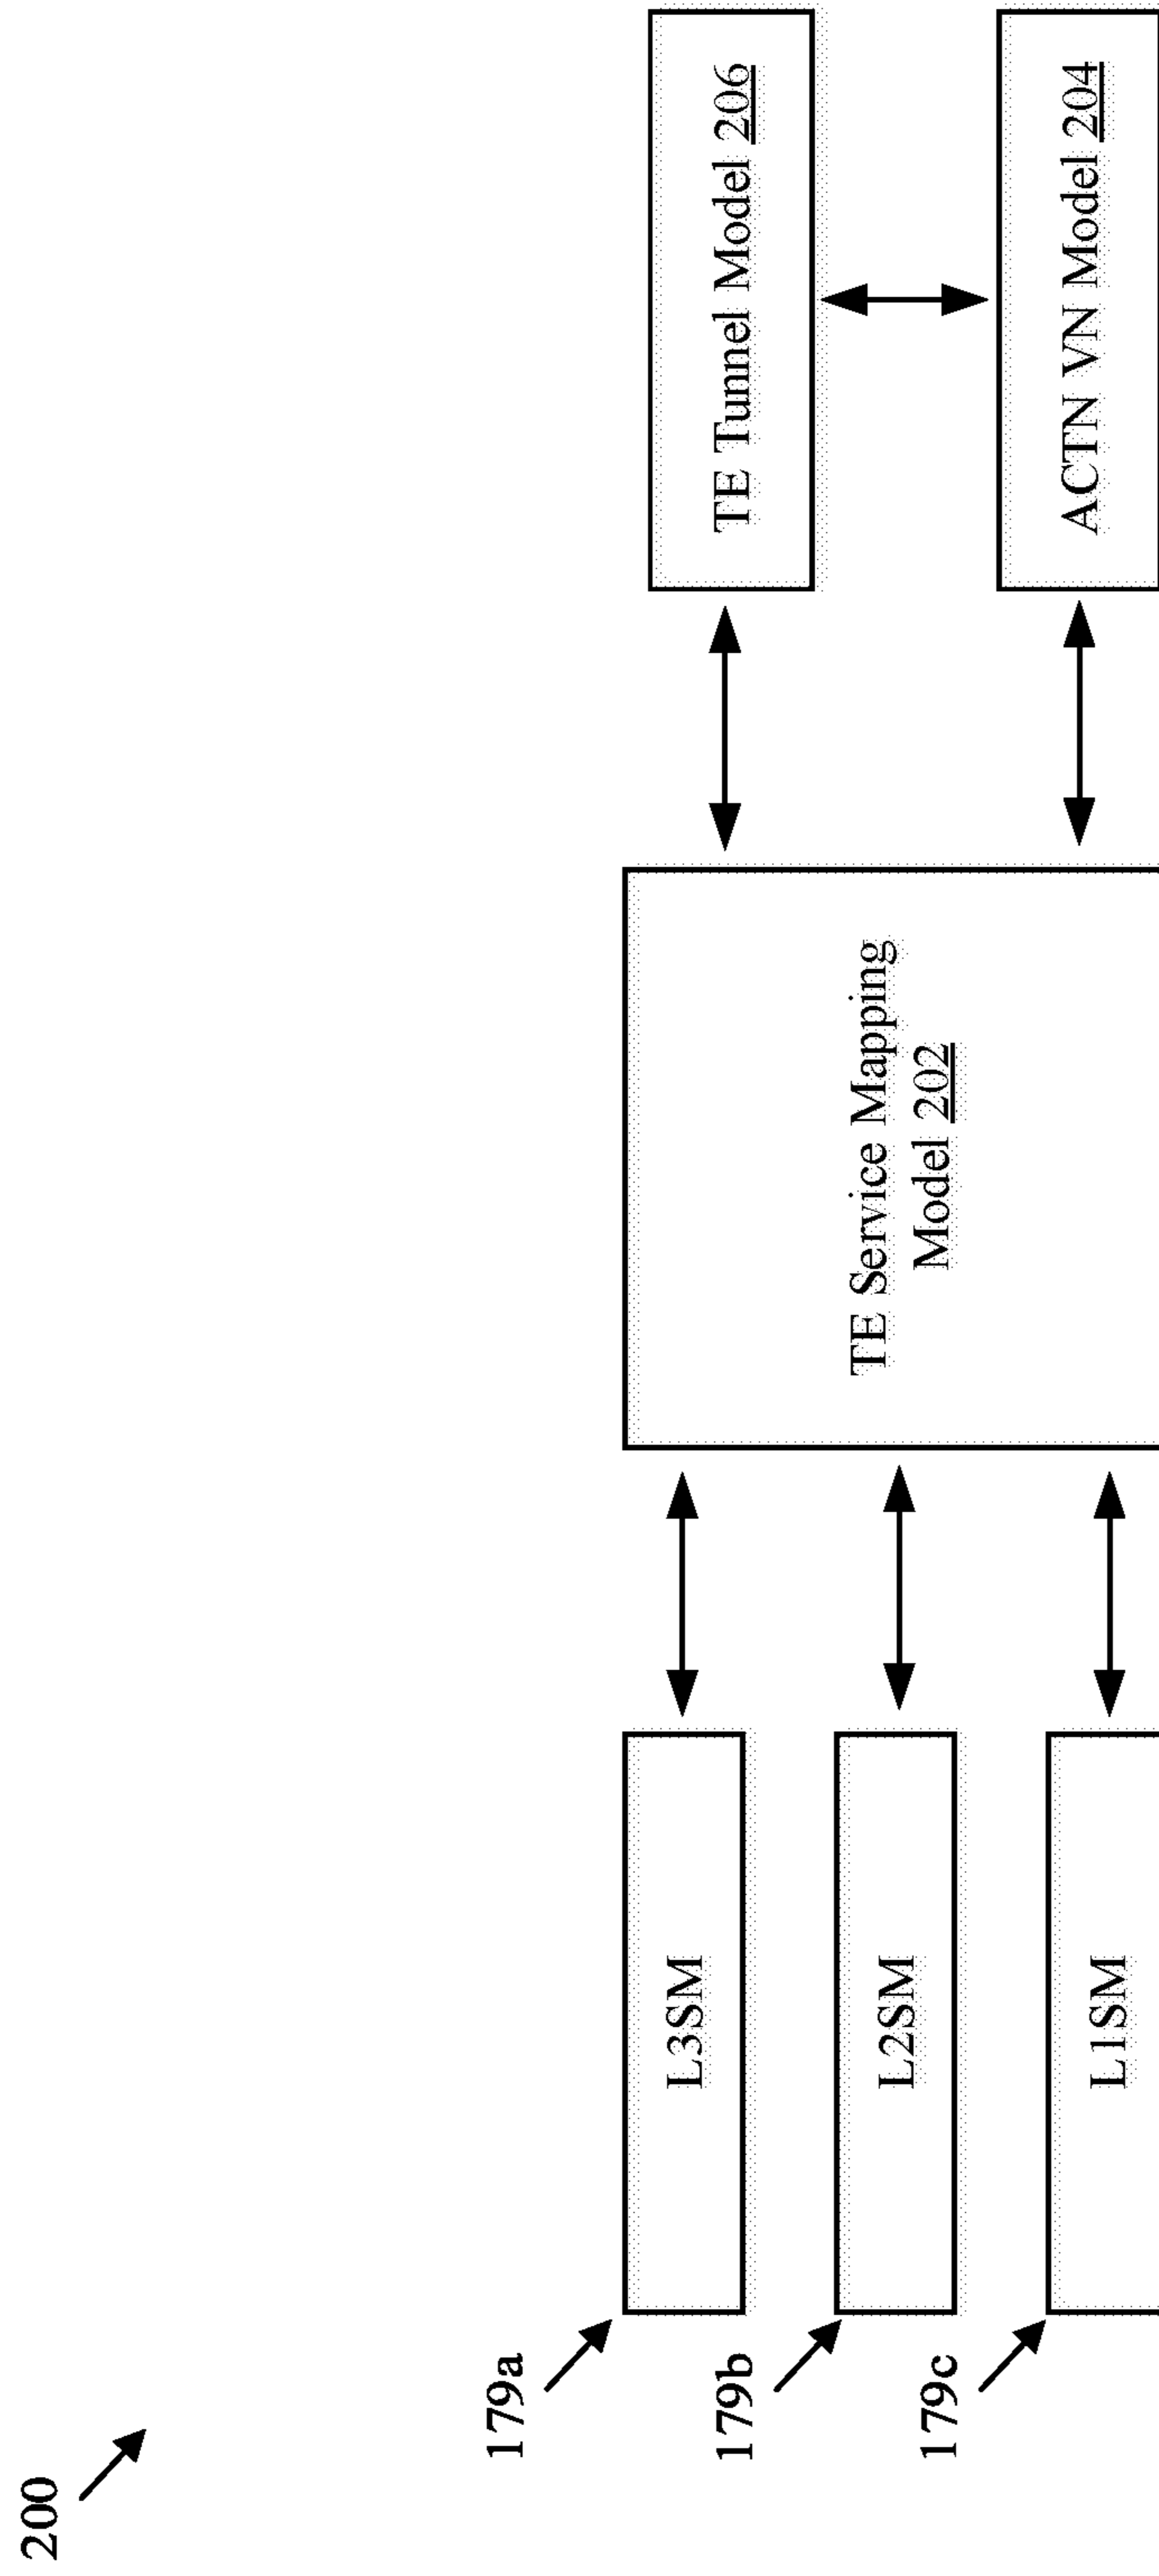 200
179a
L3SM
179b
L2SM
179c
L1SM
TE Service Mapping
Model 202
TE Tunnel Model 206
ACTN VN Model 204